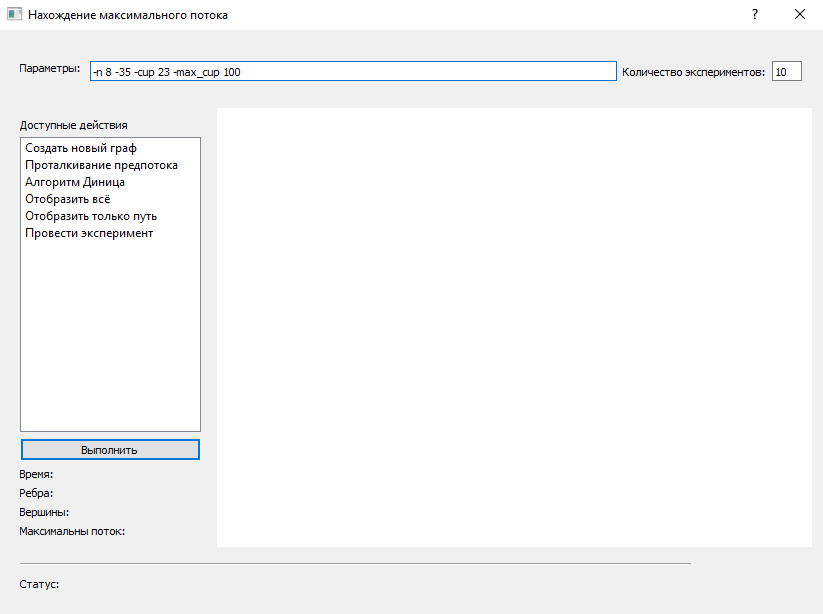 Нахождение максимального потока
?
Параметры: -n 8 -35 -cup 23 -max_cup 100 Количество экспериментов: 10
Доступные действия
Создать новый граф
Проталкивание предпотока
Алгоритм Диница
Отобразить всё
Отобразить только путь
Провести эксперимент
Выполнить
Время:
Ребра:
Вершины:
Максимальны поток:
Статус: